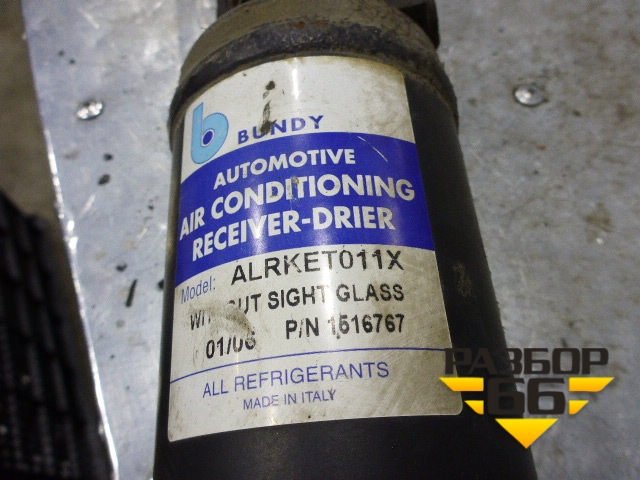 b
BUNDY
AUTOMOTIVE
AIR CONDITIONING
RECEIVER-DRIER
Model: ALRKET011X
WITHOUT SIGHT GLASS
01/06 P/N 1516767
ALL REFRIGERANTS
MADE IN ITALY
РАЗБОР
66